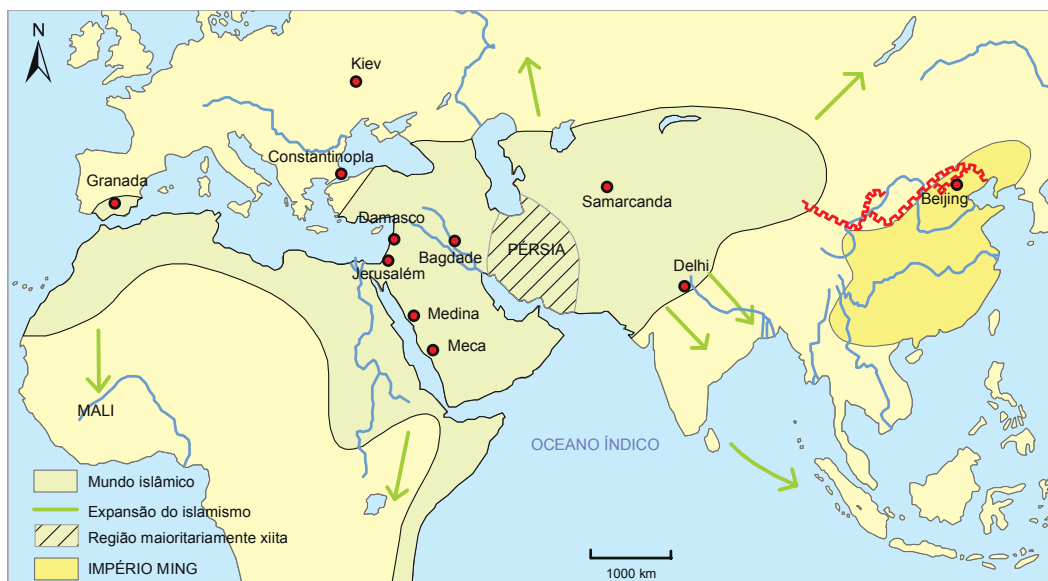 N
Kiev
Constantinopla
Granada
Damasco
Samarcanda
Beijing
Jerusalém
Bagdade
PÉRSIA
Delhi
Medina
Meca
MALI
OCEANO ÍNDICO
Mundo islâmico
Expansão do islamismo
Região maioritariamente xiita
IMPÉRIO MING
1000 km